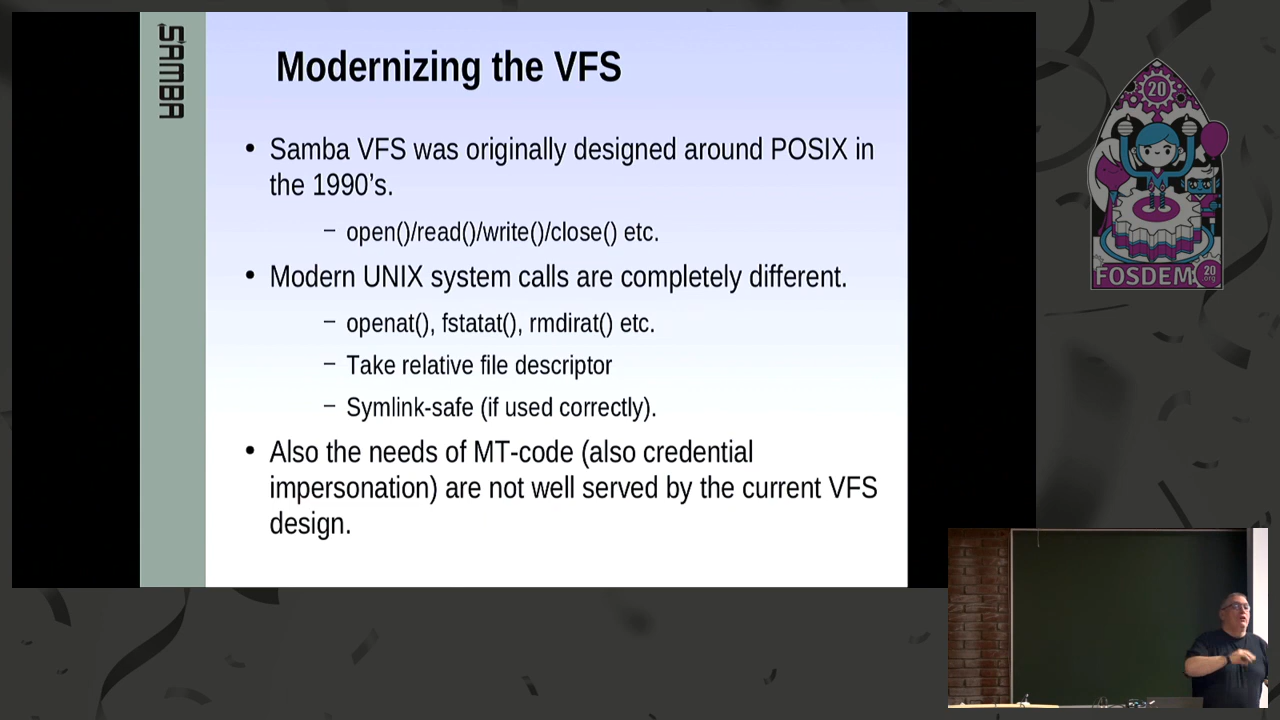 SAMBA
Modernizing the VFS
• Samba VFS was originally designed around POSIX in
the 1990’s.
– open()/read()/write()/close() etc.
• Modern UNIX system calls are completely different.
– openat(), fstatat(), rmdirat() etc.
– Take relative file descriptor
– Symlink-safe (if used correctly).
• Also the needs of MT-code (also credential
impersonation) are not well served by the current VFS
design.
20
FOSDEM
20
.org